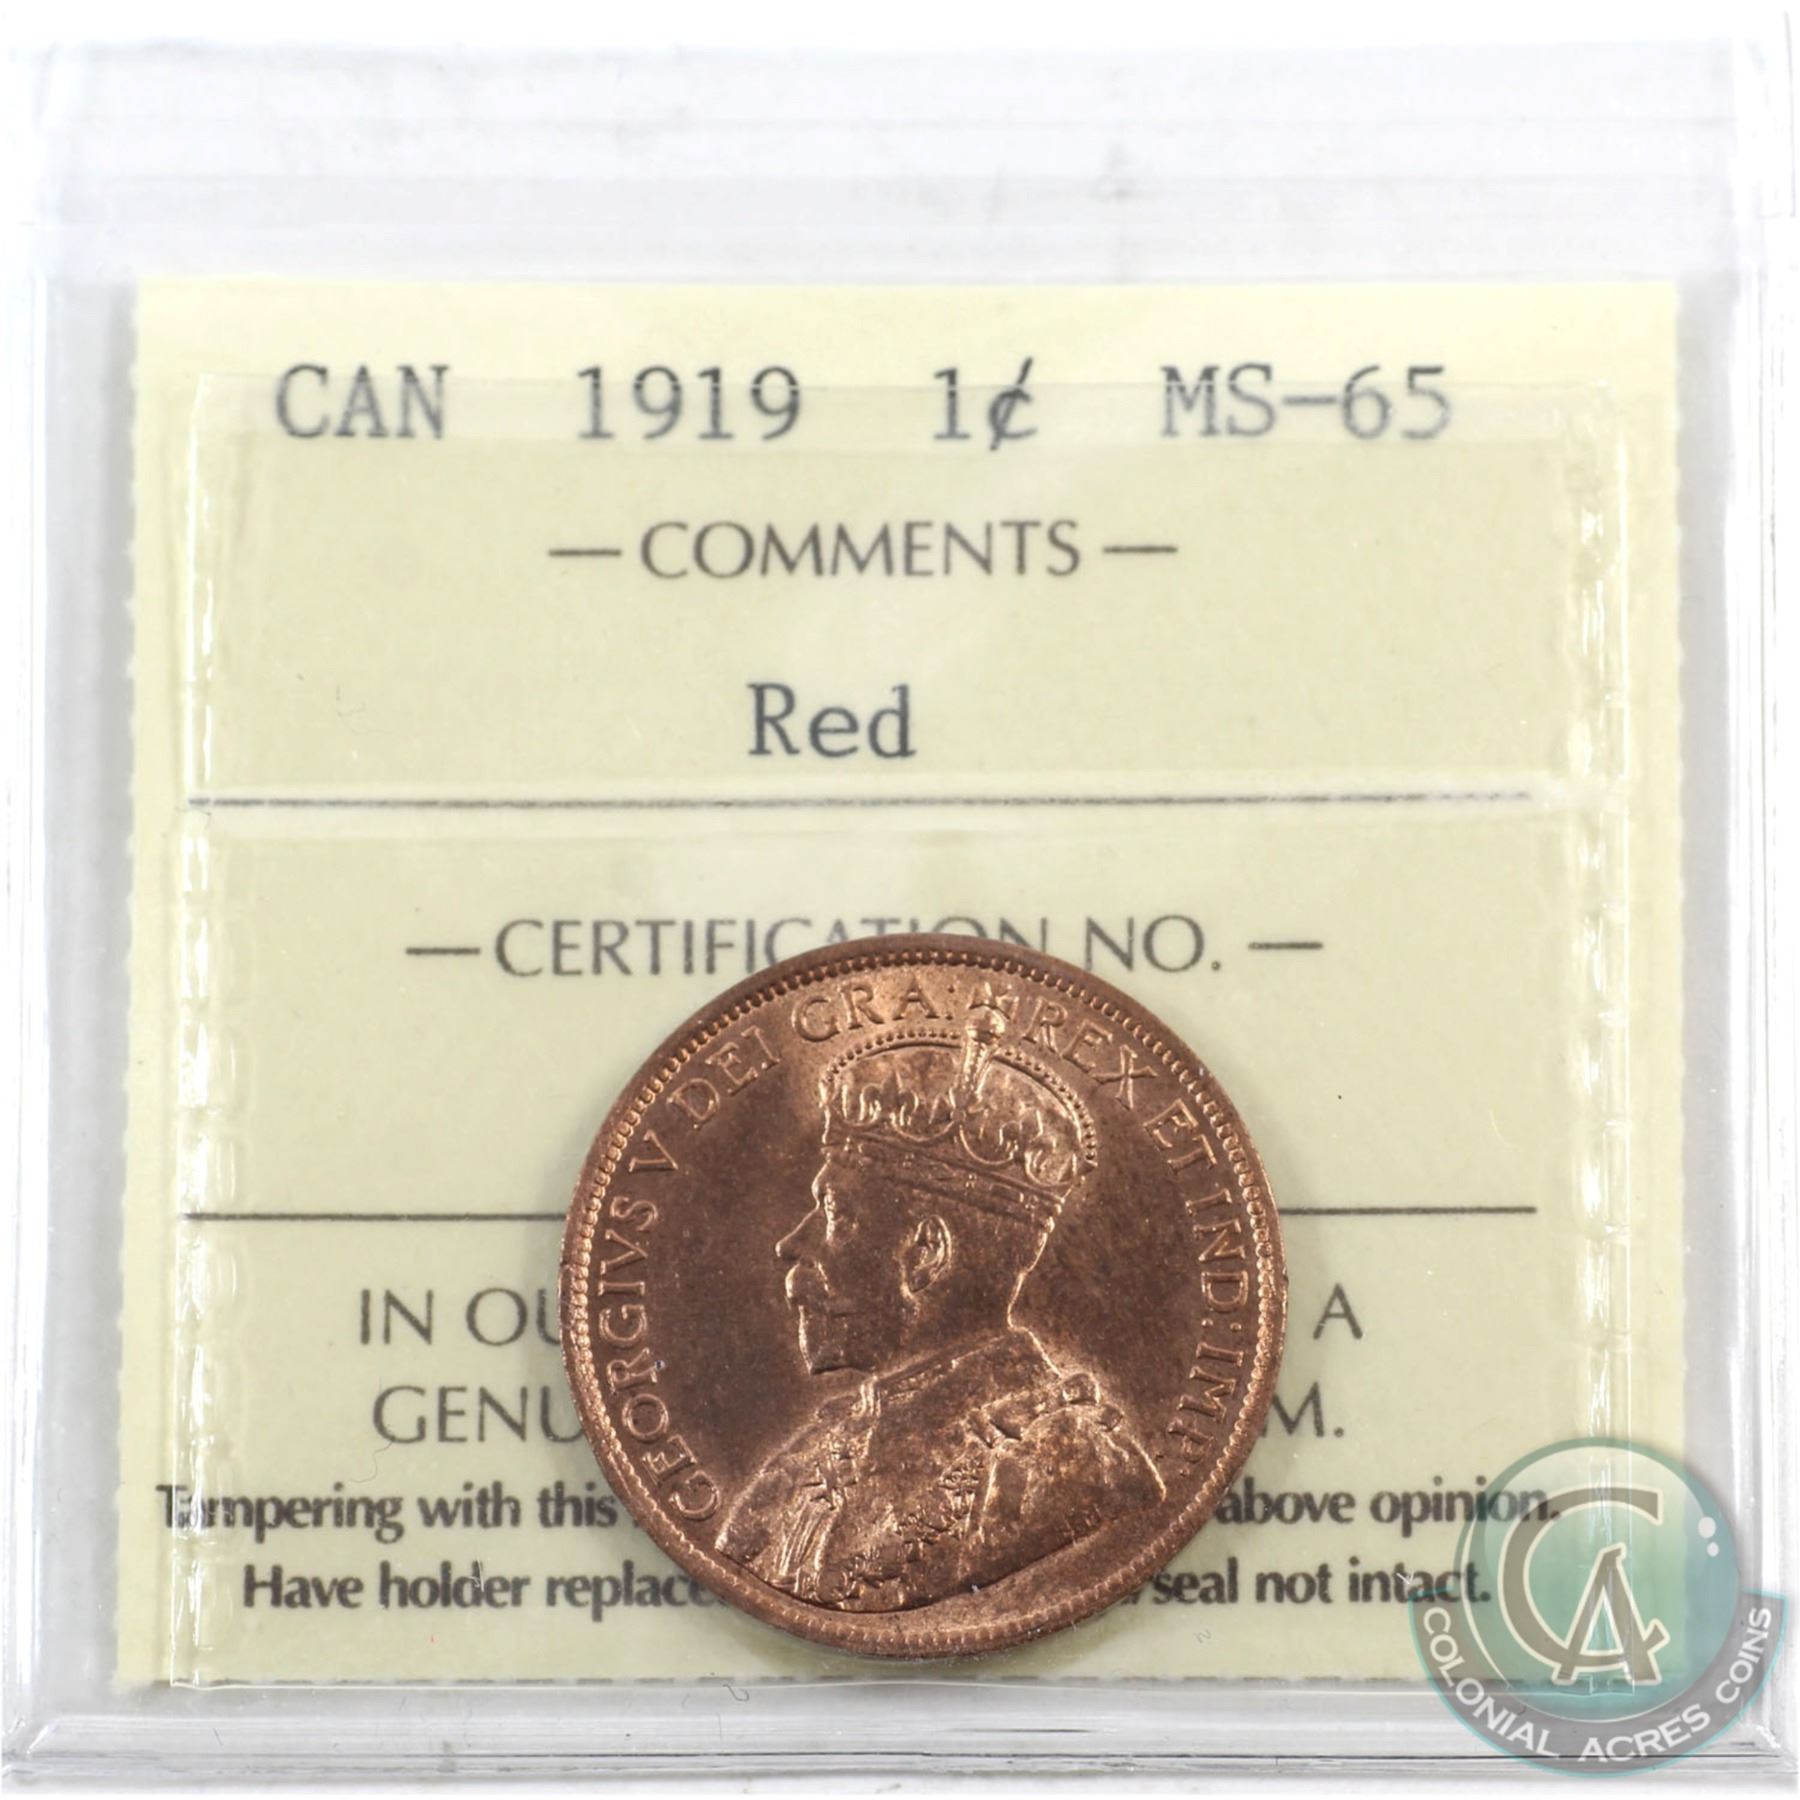 CAN 1919 1¢ MS-65
— COMMENTS —
Red
— CERTIFICATION NO. —
GEORGIVS V DEI GRA: REX ET IND:IMP:
IN OU A
GENU M.
Tampering with this above opinion.
Have holder replace seal not intact.
CA
COLONIAL ACRES COINS